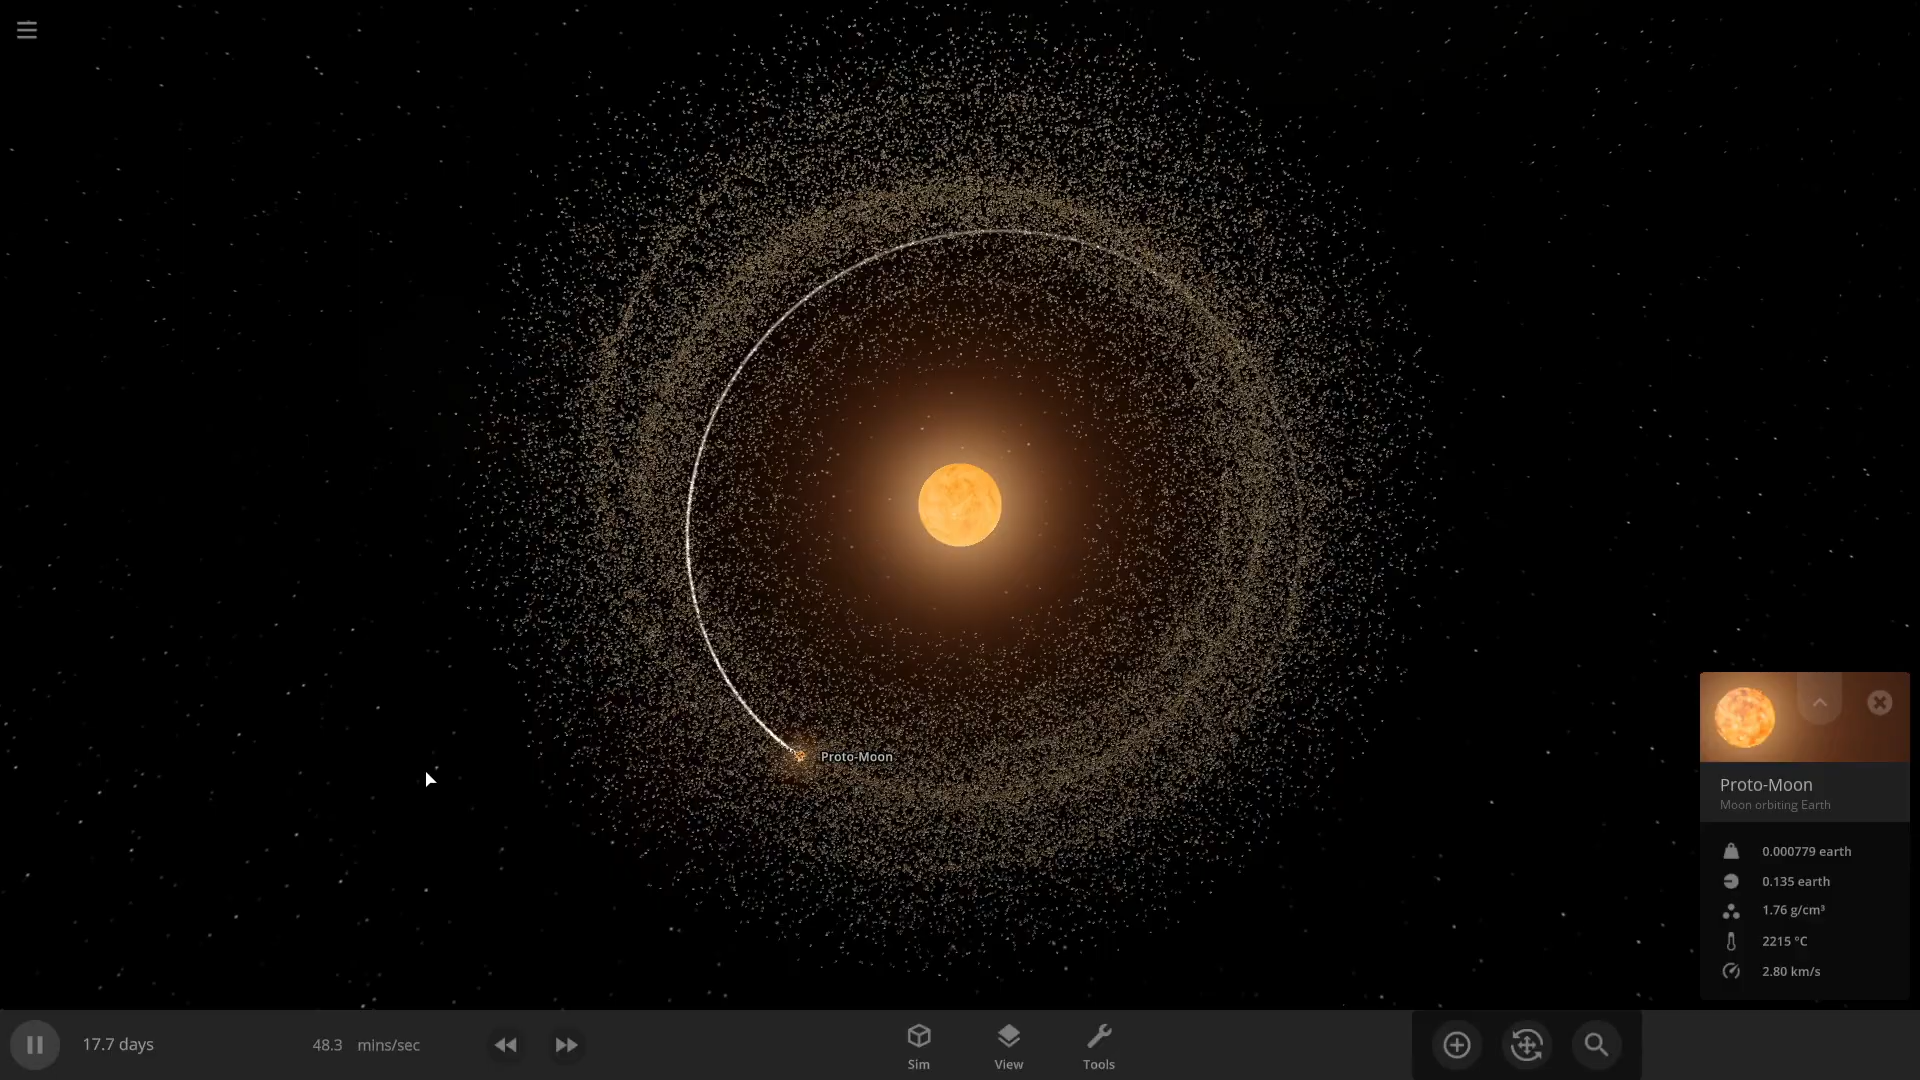 Proto-Moon
Proto-Moon
Moon orbiting Earth
0.000779 earth
0.135 earth
1.76 g/cm³
2215 °C
2.80 km/s
17.7 days
48.3 mins/sec
Sim
View
Tools